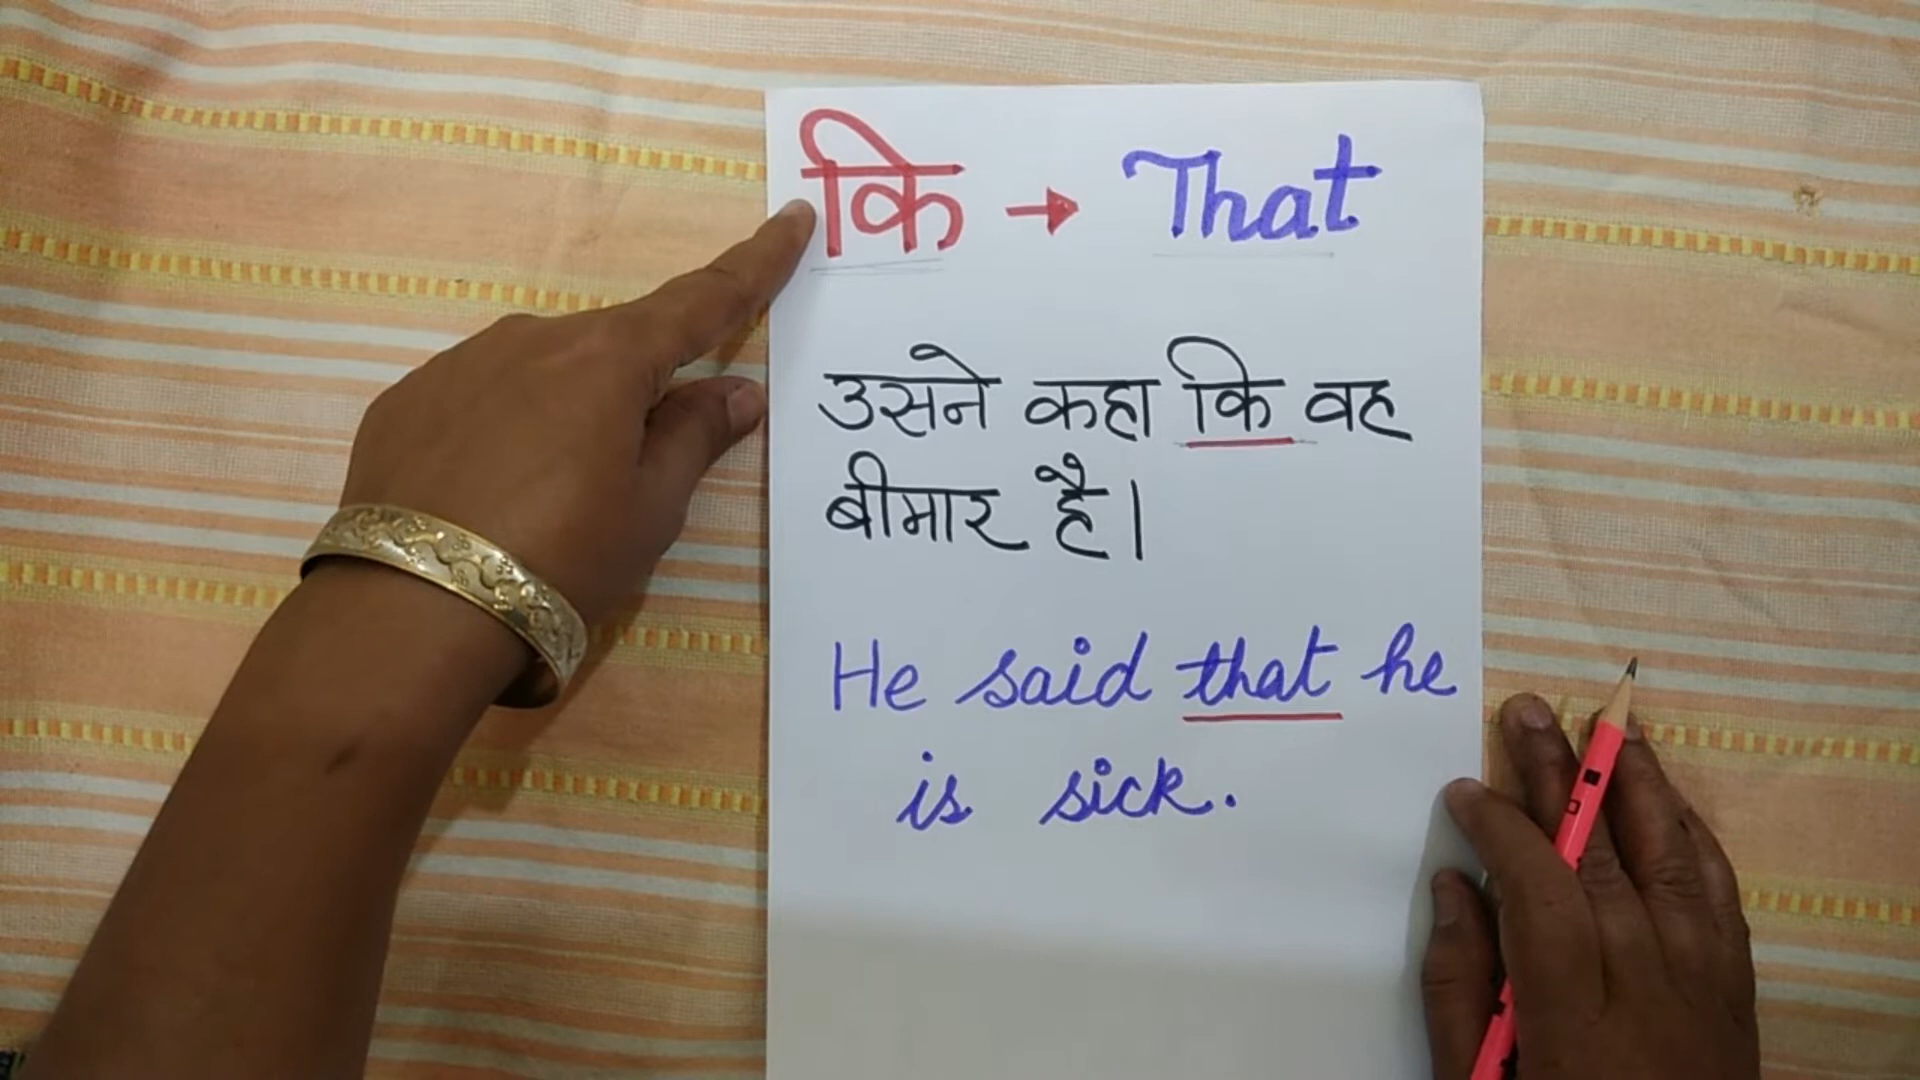 कि → That
उसने कहा कि वह
बीमार है।
He said that he
is sick.